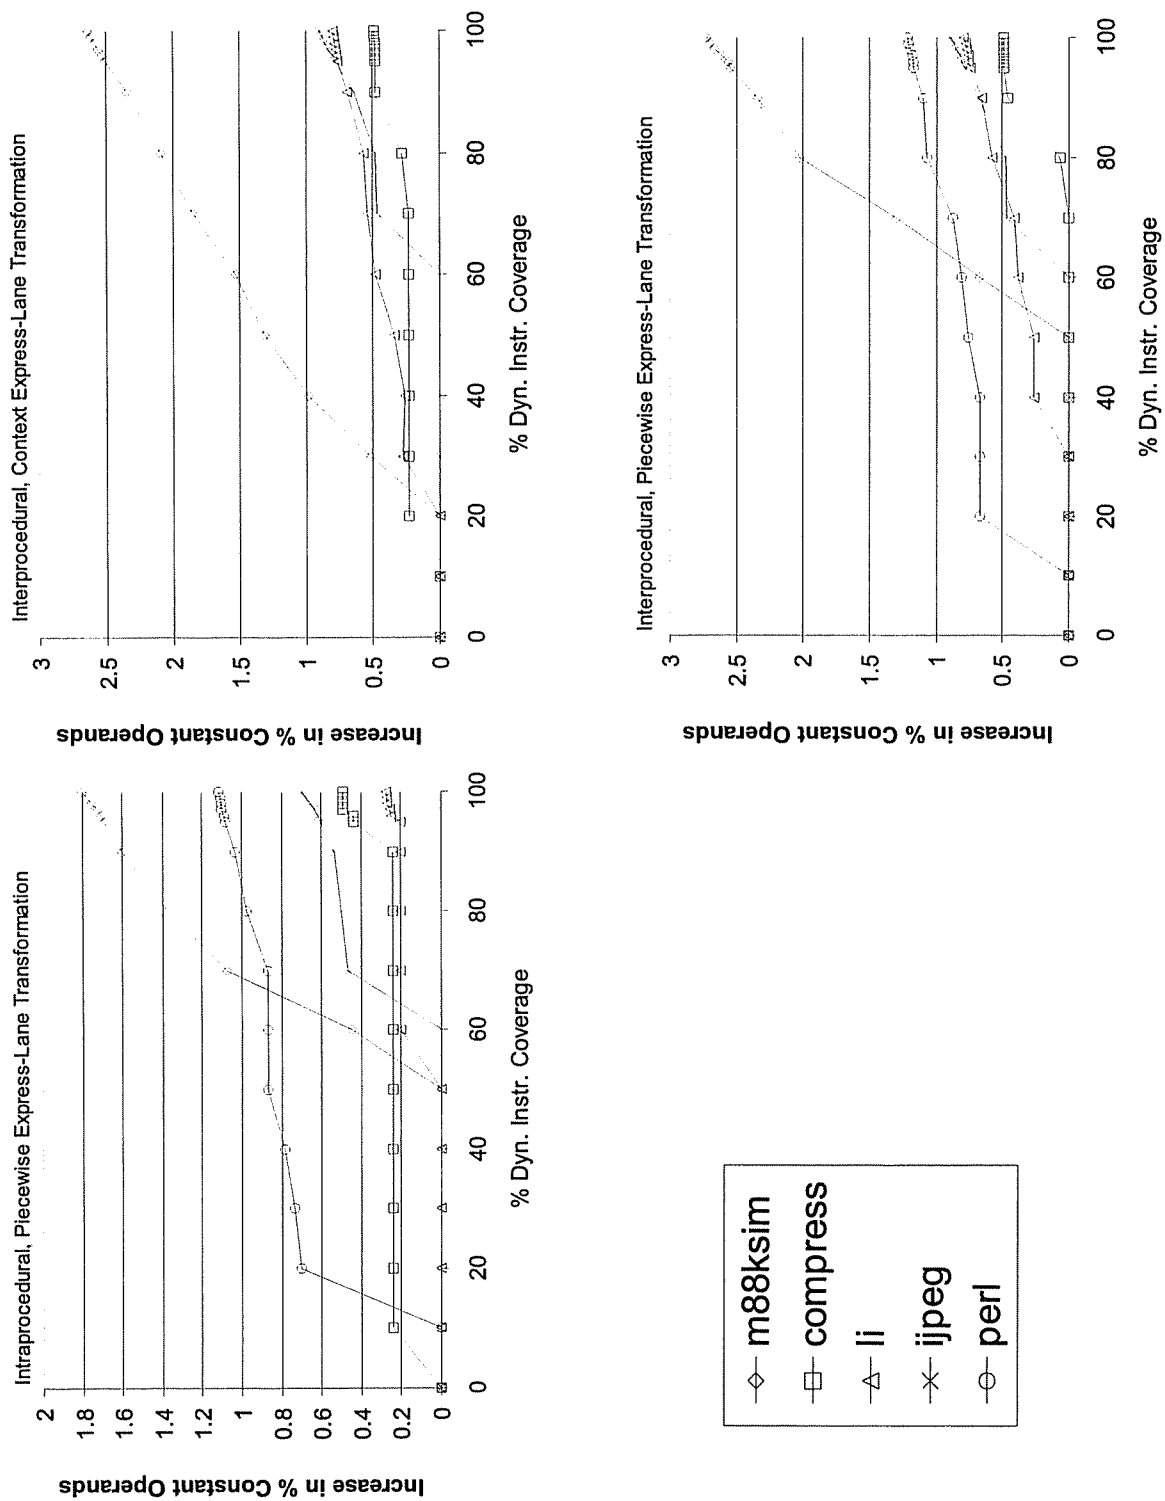 Intraprocedural, Piecewise Express-Lane Transformation
Increase in % Constant Operands
2
1.8
1.6
1.4
1.2
1
0.8
0.6
0.4
0.2
0
0 20 40 60 80 100
% Dyn. Instr. Coverage
Interprocedural, Context Express-Lane Transformation
Increase in % Constant Operands
3
2.5
2
1.5
1
0.5
0
0 20 40 60 80 100
% Dyn. Instr. Coverage
m88ksim
compress
li
ijpeg
perl
Interprocedural, Piecewise Express-Lane Transformation
Increase in % Constant Operands
3
2.5
2
1.5
1
0.5
0
0 20 40 60 80 100
% Dyn. Instr. Coverage